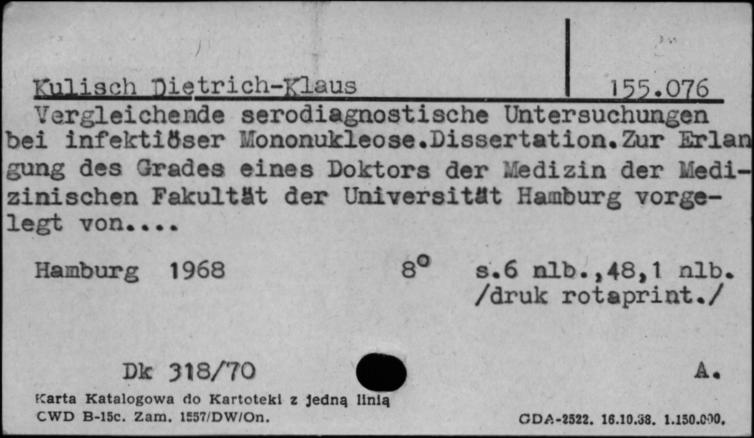 Kulisch Dietrich-Klaus 155.076
Vergleichende serodiagnostische Untersuchungen
bei infektiöser Mononukleose.Dissertation.Zur Erlan
gung des Grades eines Doktors der Medizin der Medi-
zinischen Fakultät der Universität Hamburg vorge-
legt von....
Hamburg 1968 8° s.6 nlb.,48,1 nlb.
/druk rotaprint./
Dk 318/70 A.
Karta Katalogowa do Kartoteki z jedną linią
CWD B-15c. Zam. 1557/DW/On. GDA-2522. 16.10.38. 1.150.000.